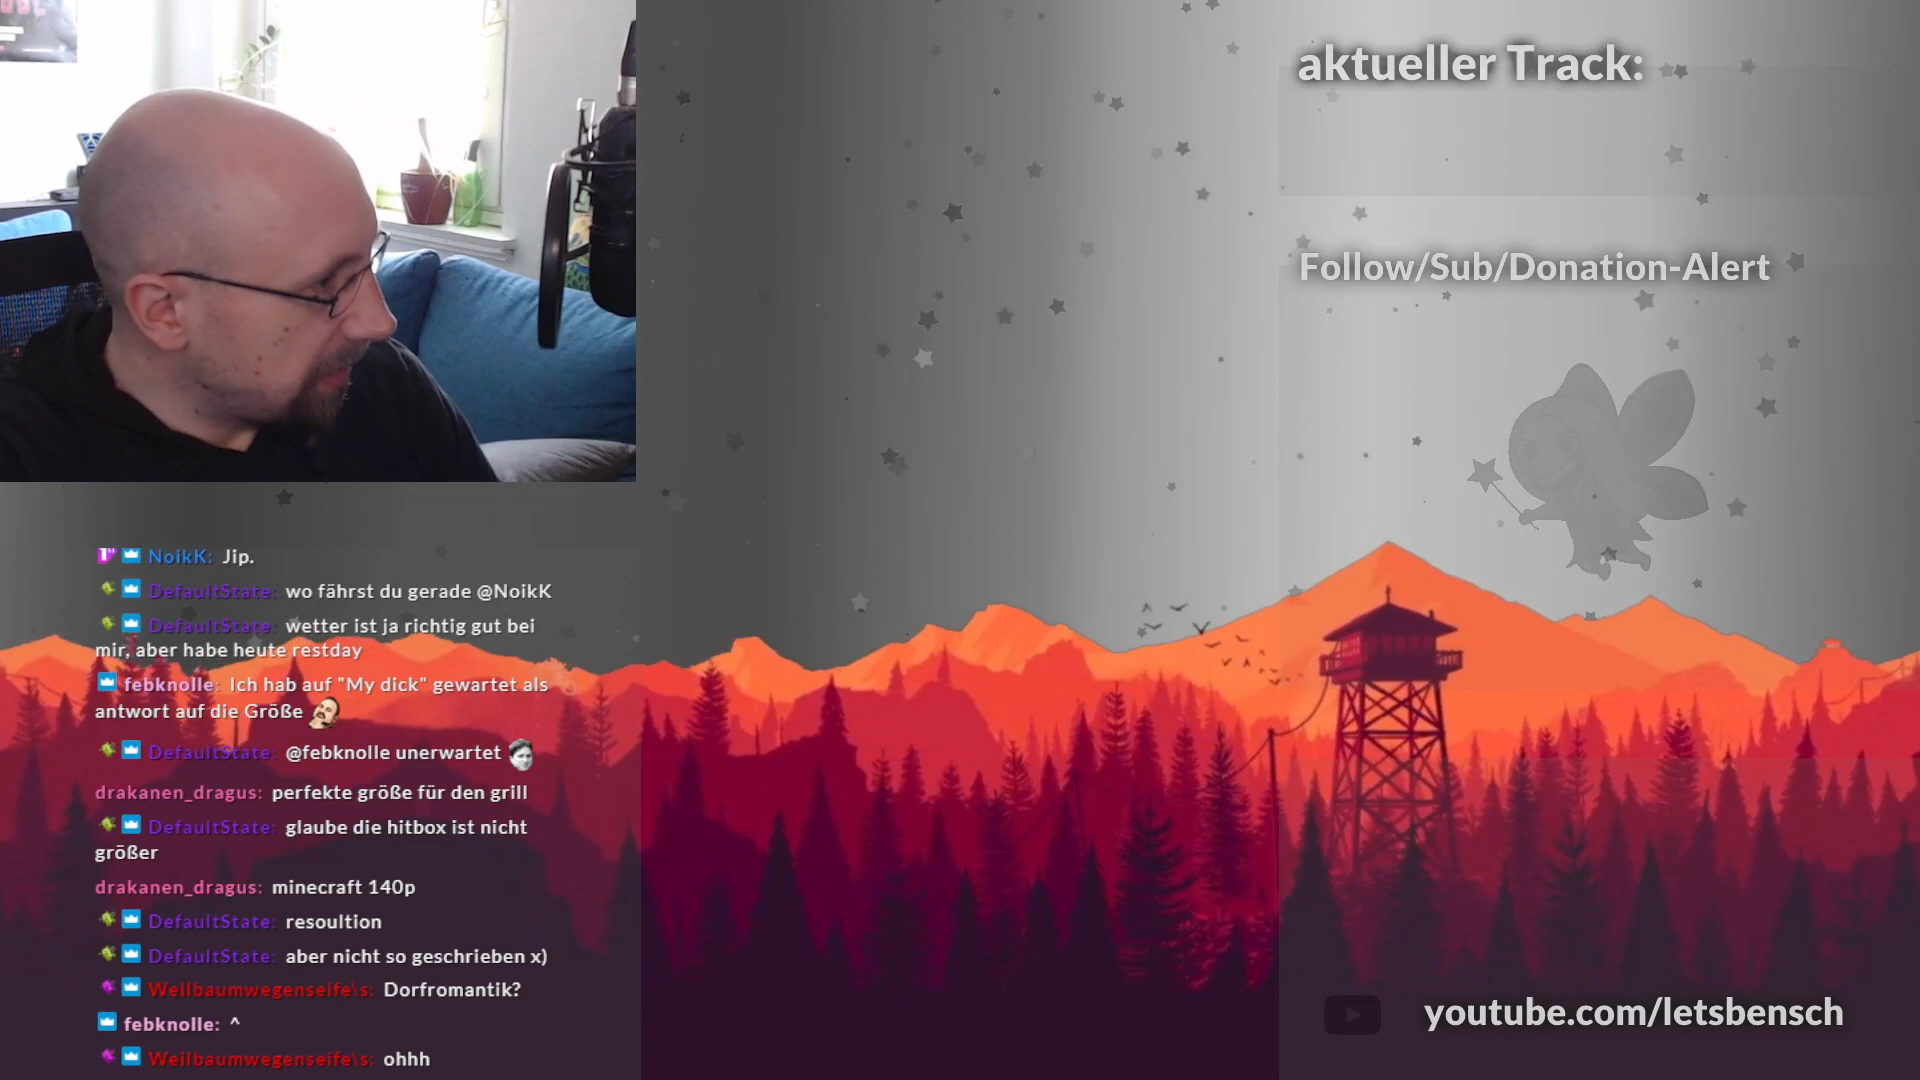 aktueller Track:
Follow/Sub/Donation-Alert
NoikK: Jip.
DefaultState: wo fährst du gerade @NoikK
DefaultState: wetter ist ja richtig gut bei
mir, aber habe heute restday
febknolle: Ich hab auf "My dick" gewartet als
antwort auf die Größe
DefaultState: @febknolle unerwartet
drakanen_dragus: perfekte größe für den grill
DefaultState: glaube die hitbox ist nicht
größer
drakanen_dragus: minecraft 140p
DefaultState: resoultion
DefaultState: aber nicht so geschrieben x)
Weilbaumwegenseife\s: Dorfromantik?
febknolle: ^
Weilbaumwegenseife\s: ohhh
youtube.com/letsbensch